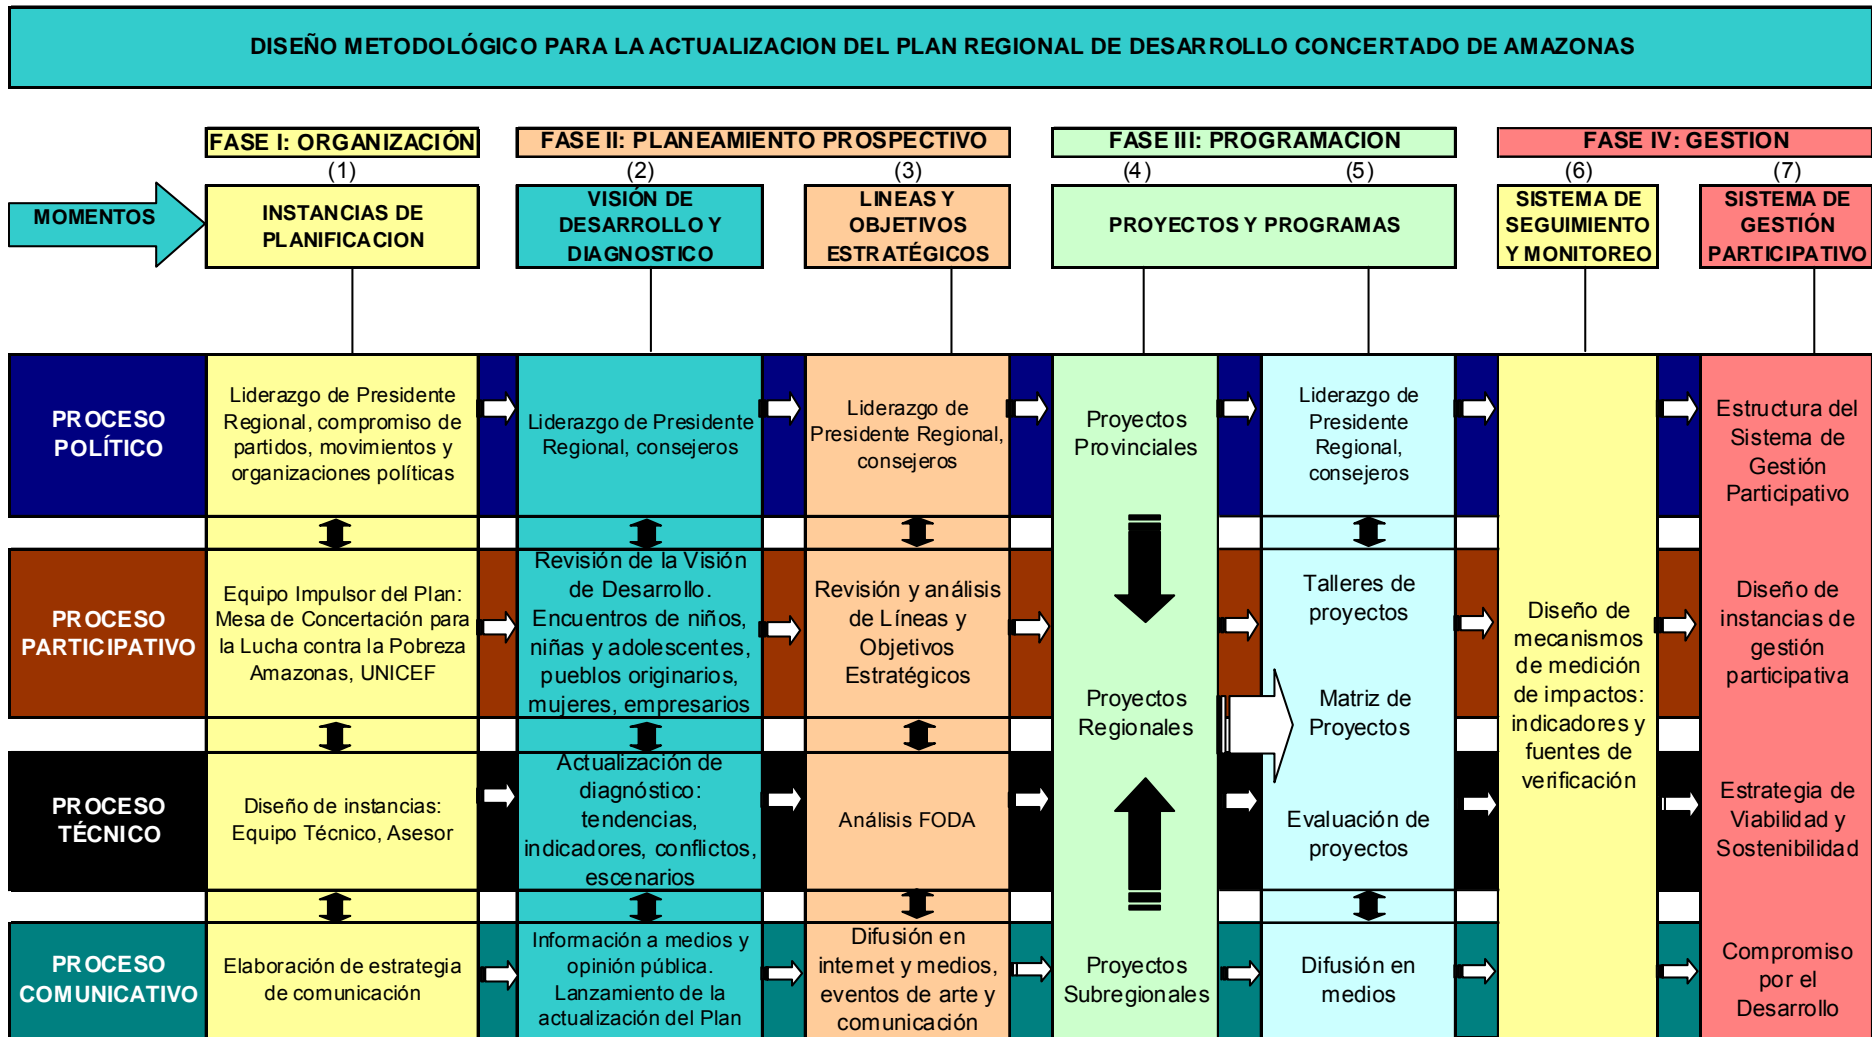 DISEÑO METODOLÓGICO PARA LA ACTUALIZACION DEL PLAN REGIONAL DE DESARROLLO CONCERTADO DE AMAZONAS
FASE I: ORGANIZACIÓN
FASE II: PLANEAMIENTO PROSPECTIVO
FASE III: PROGRAMACION
FASE IV: GESTION
(1)
(2)
(3)
(4)
(5)
(6)
(7)
MOMENTOS
INSTANCIAS DE
PLANIFICACION
VISIÓN DE
DESARROLLO Y
DIAGNOSTICO
LINEAS Y
OBJETIVOS
ESTRATÉGICOS
PROYECTOS Y PROGRAMAS
SISTEMA DE
SEGUIMIENTO
Y MONITOREO
SISTEMA DE
GESTIÓN
PARTICIPATIVO
PROCESO
POLÍTICO
Liderazgo de Presidente
Regional, compromiso de
partidos, movimientos y
organizaciones políticas
Liderazgo de Presidente
Regional, consejeros
Liderazgo de
Presidente Regional,
consejeros
Proyectos
Provinciales
Liderazgo de
Presidente
Regional,
consejeros
Estructura del
Sistema de
Gestión
Participativo
PROCESO
PARTICIPATIVO
Equipo Impulsor del Plan:
Mesa de Concertación para
la Lucha contra la Pobreza
Amazonas, UNICEF
Revisión de la Visión
de Desarrollo.
Encuentros de niños,
niñas y adolescentes,
pueblos originarios,
mujeres, empresarios
Revisión y análisis
de Líneas y
Objetivos
Estratégicos
Proyectos
Regionales
Talleres de
proyectos
Matriz de
Proyectos
Diseño de
mecanismos
de medición
de impactos:
indicadores y
fuentes de
verificación
Diseño de
instancias de
gestión
participativa
PROCESO
TÉCNICO
Diseño de instancias:
Equipo Técnico, Asesor
Actualización de
diagnóstico:
tendencias,
indicadores, conflictos,
escenarios
Análisis FODA
Evaluación de
proyectos
Estrategia de
Viabilidad y
Sostenibilidad
PROCESO
COMUNICATIVO
Elaboración de estrategia
de comunicación
Información a medios y
opinión pública.
Lanzamiento de la
actualización del Plan
Difusión en
internet y medios,
eventos de arte y
comunicación
Proyectos
Subregionales
Difusión en
medios
Compromiso
por el
Desarrollo